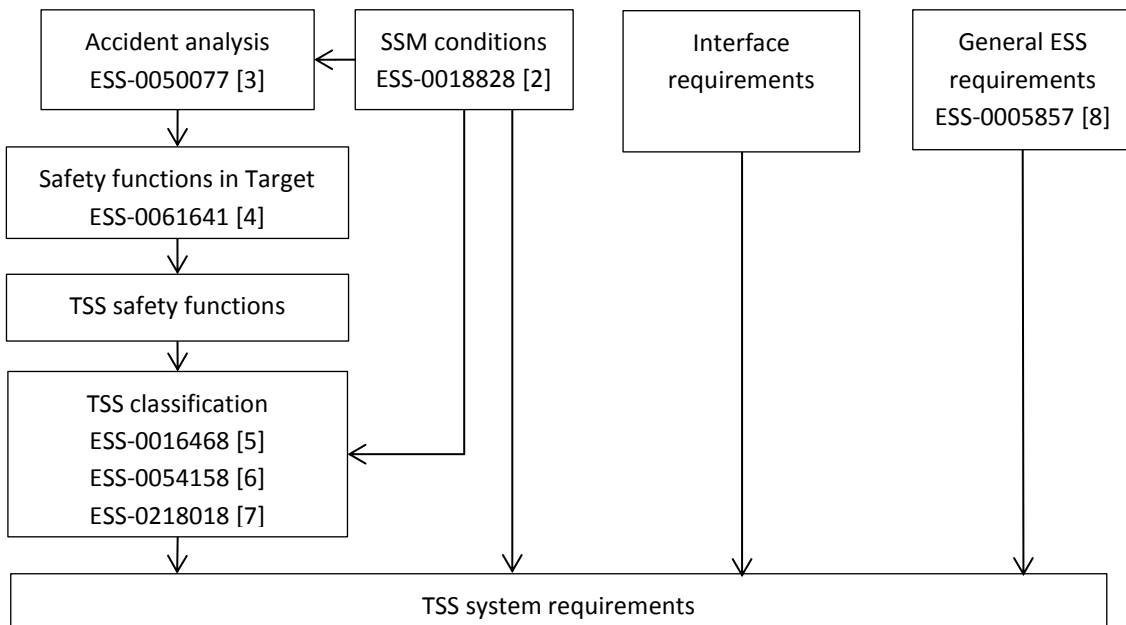 Accident analysis
ESS-0050077 [3]
SSM conditions
ESS-0018828 [2]
Interface
requirements
General ESS
requirements
ESS-0005857 [8]
Safety functions in Target
ESS-0061641 [4]
TSS safety functions
TSS classification
ESS-0016468 [5]
ESS-0054158 [6]
ESS-0218018 [7]
TSS system requirements